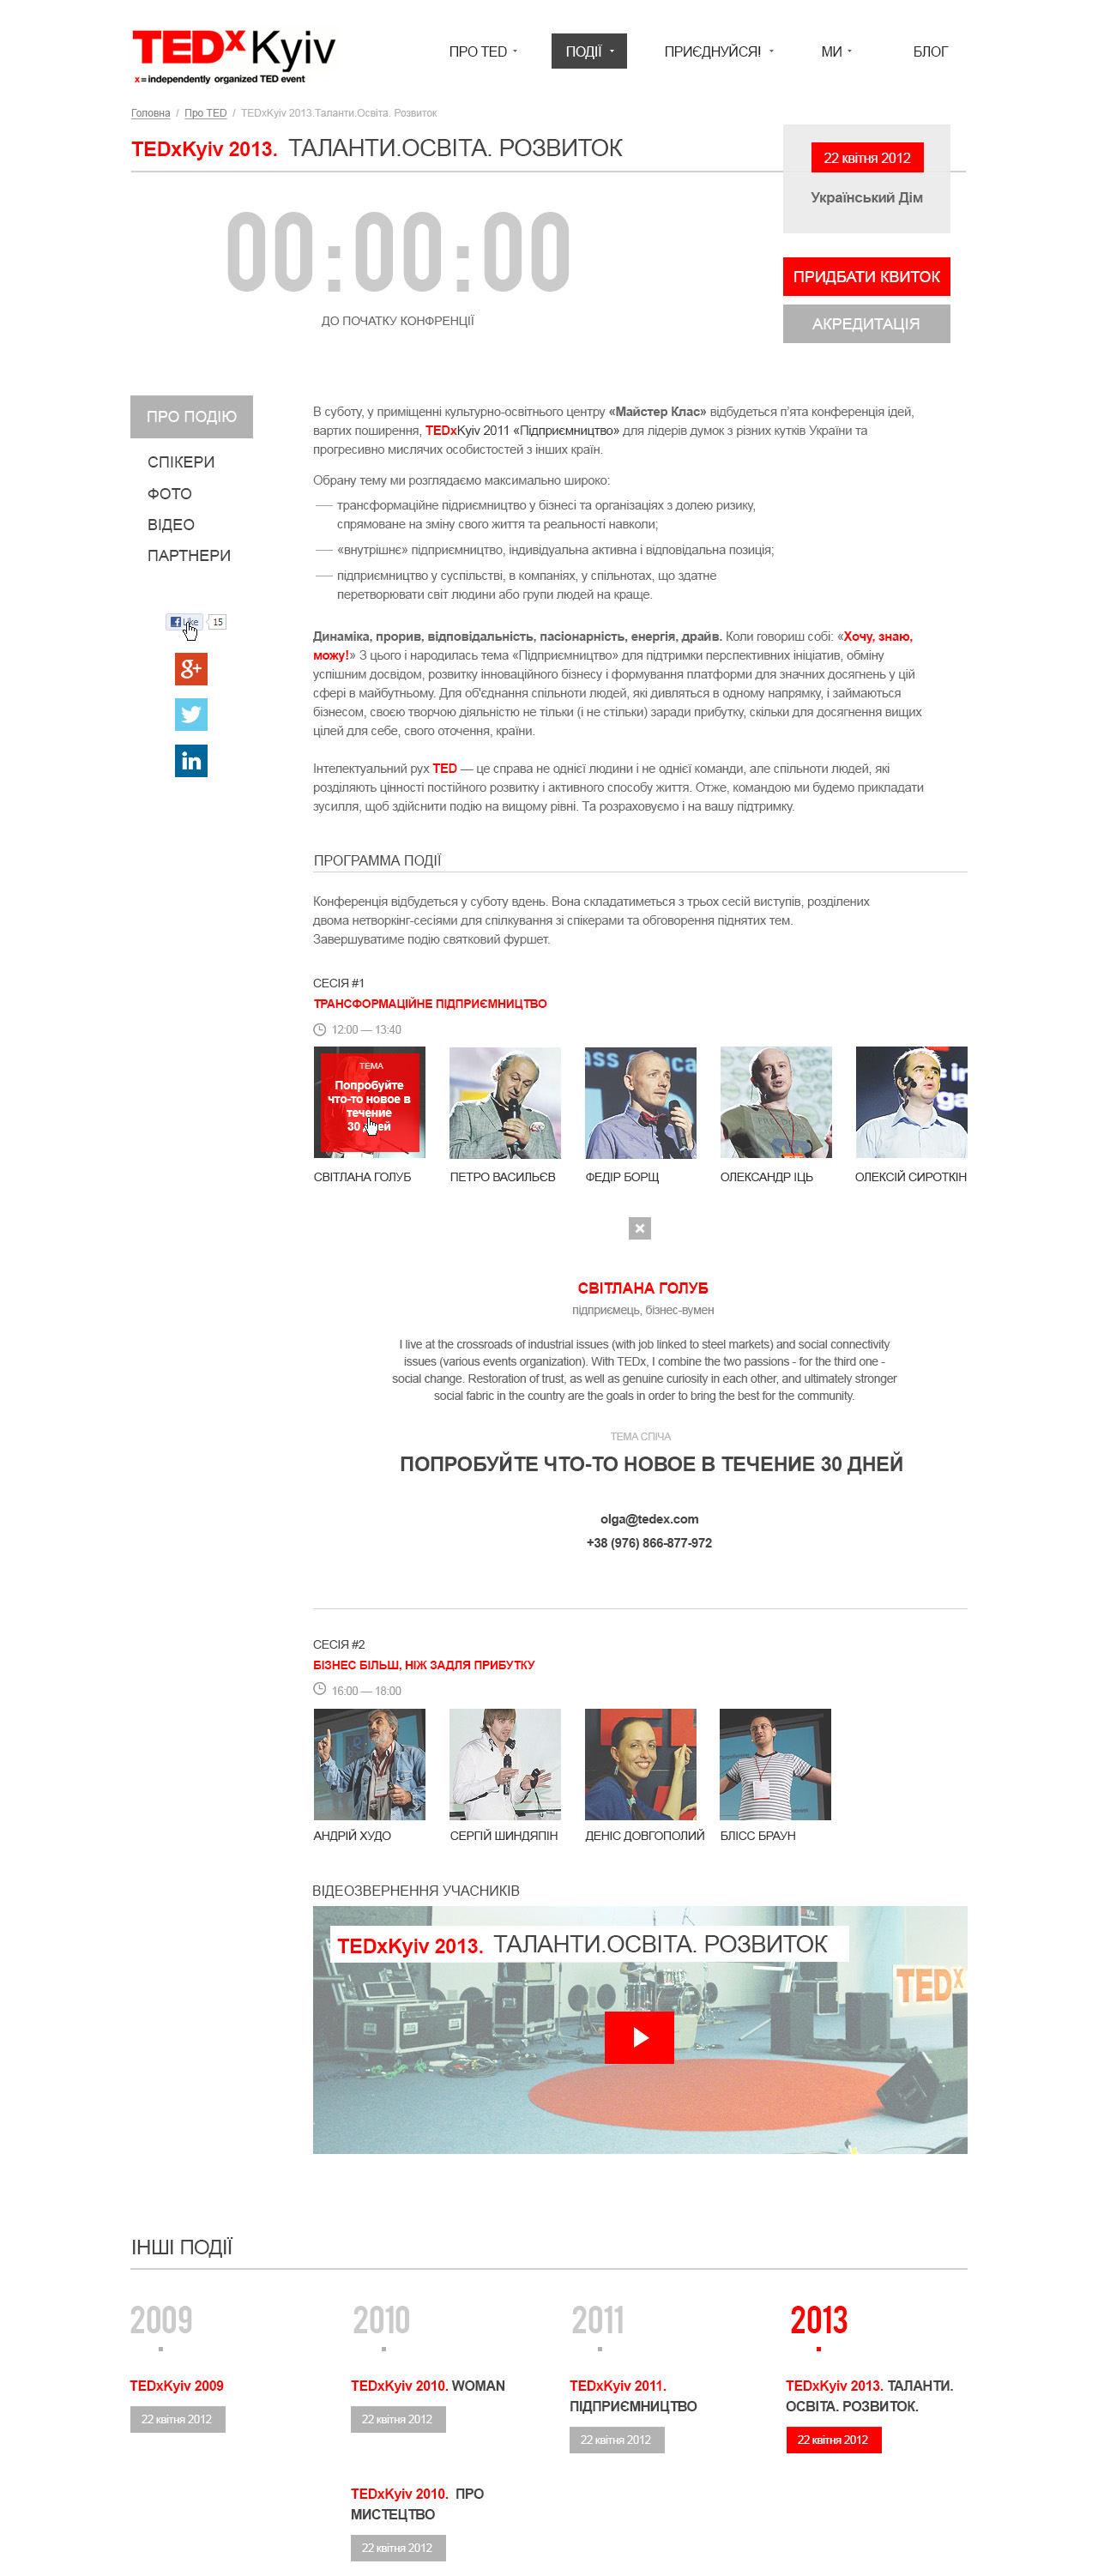 TEDx Kyiv
x = independently organized TED event
ПРО TED
ПОДІЇ
ПРИЄДНУЙСЯ!
МИ
БЛОГ
Головна / Про TED / TEDxKyiv 2013.Таланти.Освіта. Розвиток
TEDxKyiv 2013. ТАЛАНТИ.ОСВІТА. РОЗВИТОК
22 квітня 2012
Український Дім
00:00:00
ДО ПОЧАТКУ КОНФРЕНЦІЇ
ПРИДБАТИ КВИТОК
АКРЕДИТАЦІЯ
ПРО ПОДІЮ
СПІКЕРИ
ФОТО
ВІДЕО
ПАРТНЕРИ
Like 15
g+
in
В суботу, у приміщенні культурно-освітнього центру «Майстер Клас» відбудеться п'ята конференція ідей,
вартих поширення, TEDxKyiv 2011 «Підприємництво» для лідерів думок з різних кутків України та
прогресивно мислячих особистостей з інших країн.
Обрану тему ми розглядаємо максимально широко:
— трансформаційне підприємництво у бізнесі та організаціях з долею ризику,
спрямоване на зміну свого життя та реальності навколи;
— «внутрішнє» підприємництво, індивідуальна активна і відповідальна позиція;
— підприємництво у суспільстві, в компаніях, у спільнотах, що здатне
перетворювати світ людини або групи людей на краще.
Динаміка, прорив, відповідальність, пасіонарність, енергія, драйв. Коли говориш собі: «Хочу, знаю,
можу!» З цього і народилась тема «Підприємництво» для підтримки перспективних ініціатив, обміну
успішним досвідом, розвитку інноваційного бізнесу і формування платформи для значних досягнень у цій
сфері в майбутньому. Для об'єднання спільноти людей, які дивляться в одному напрямку, і займаються
бізнесом, своєю творчою діяльністю не тільки (і не стільки) заради прибутку, скільки для досягнення вищих
цілей для себе, свого оточення, країни.
Інтелектуальний рух TED — це справа не однієї людини і не однієї команди, але спільноти людей, які
розділяють цінності постійного розвитку і активного способу життя. Отже, командою ми будемо прикладати
зусилля, щоб здійснити подію на вищому рівні. Та розраховуємо і на вашу підтримку.
ПРОГРАММА ПОДІЇ
Конференція відбудеться у суботу вдень. Вона складатиметься з трьох сесій виступів, розділених
двома нетворкінг-сесіями для спілкування зі спікерами та обговорення піднятих тем.
Завершуватиме подію святковий фуршет.
СЕСІЯ #1
ТРАНСФОРМАЦІЙНЕ ПІДПРИЄМНИЦТВО
12:00 — 13:40
ТЕМА
Попробуйте
что-то новое в
течение
30 дней
СВІТЛАНА ГОЛУБ
ПЕТРО ВАСИЛЬЄВ
ФЕДІР БОРЩ
ОЛЕКСАНДР ІЦЬ
ОЛЕКСІЙ СИРОТКІН
СВІТЛАНА ГОЛУБ
підприємець, бізнес-вумен
I live at the crossroads of industrial issues (with job linked to steel markets) and social connectivity
issues (various events organization). With TEDx, I combine the two passions - for the third one -
social change. Restoration of trust, as well as genuine curiosity in each other, and ultimately stronger
social fabric in the country are the goals in order to bring the best for the community.
ТЕМА СПІЧА
ПОПРОБУЙТЕ ЧТО-ТО НОВОЕ В ТЕЧЕНИЕ 30 ДНЕЙ
olga@tedex.com
+38 (976) 866-877-972
СЕСІЯ #2
БІЗНЕС БІЛЬШ, НІЖ ЗАДЛЯ ПРИБУТКУ
16:00 — 18:00
АНДРІЙ ХУДО
СЕРГІЙ ШИНДЯПІН
ДЕНІС ДОВГОПОЛИЙ
БЛІСС БРАУН
ВІДЕОЗВЕРНЕННЯ УЧАСНИКІВ
TEDxKyiv 2013. ТАЛАНТИ.ОСВІТА. РОЗВИТОК
TEDx
ІНШІ ПОДІЇ
2009
2010
2011
2013
TEDxKyiv 2009
22 квітня 2012
TEDxKyiv 2010. WOMAN
22 квітня 2012
TEDxKyiv 2011.
ПІДПРИЄМНИЦТВО
22 квітня 2012
TEDxKyiv 2013. ТАЛАНТИ.
ОСВІТА. РОЗВИТОК.
22 квітня 2012
TEDxKyiv 2010. ПРО
МИСТЕЦТВО
22 квітня 2012